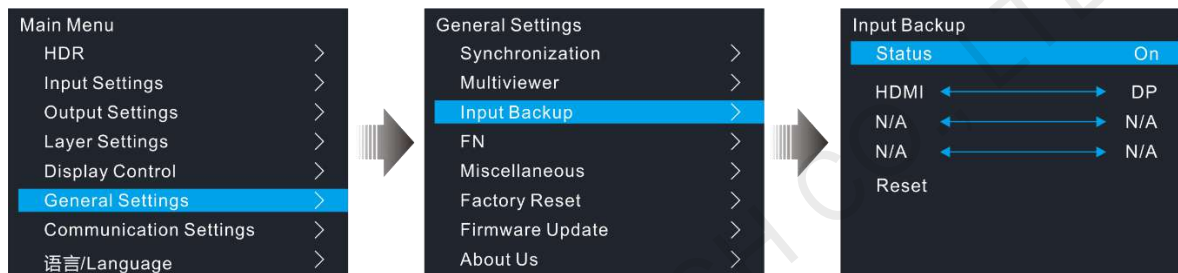 Main Menu
HDR
Input Settings
Output Settings
Layer Settings
Display Control
General Settings
Communication Settings
语言/Language
General Settings
Synchronization
Multiviewer
Input Backup
FN
Miscellaneous
Factory Reset
Firmware Update
About Us
Input Backup
Status On
HDMI DP
N/A N/A
N/A N/A
Reset